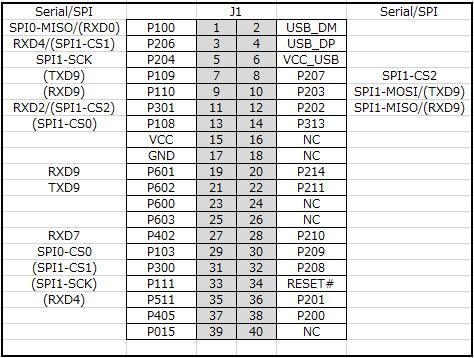 Serial/SPI J1 Serial/SPI
SPI0-MISO/(RXD0) P100 1 2 USB_DM
RXD4/(SPI1-CS1) P206 3 4 USB_DP
SPI1-SCK P204 5 6 VCC_USB
(TXD9) P109 7 8 P207 SPI1-CS2
(RXD9) P110 9 10 P203 SPI1-MOSI/(TXD9)
RXD2/(SPI1-CS2) P301 11 12 P202 SPI1-MISO/(RXD9)
(SPI1-CS0) P108 13 14 P313
VCC 15 16 NC
GND 17 18 NC
RXD9 P601 19 20 P214
TXD9 P602 21 22 P211
P600 23 24 NC
P603 25 26 NC
RXD7 P402 27 28 P210
SPI0-CS0 P103 29 30 P209
(SPI1-CS1) P300 31 32 P208
(SPI1-SCK) P111 33 34 RESET#
(RXD4) P511 35 36 P201
P405 37 38 P200
P015 39 40 NC